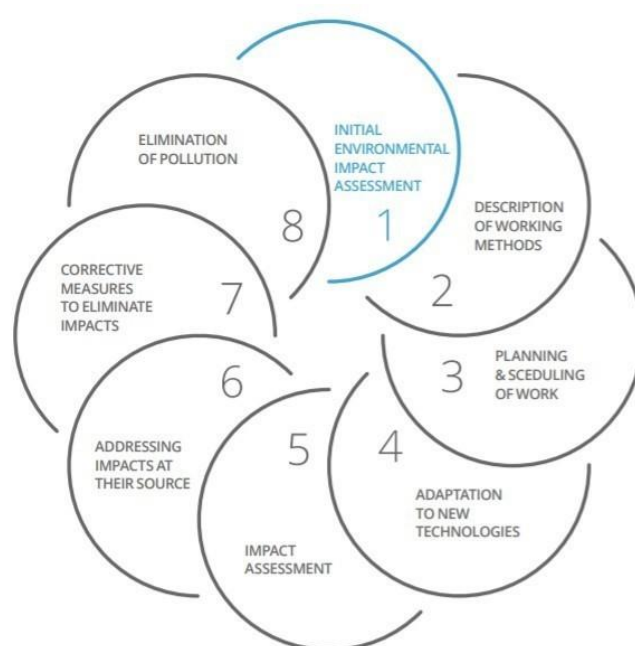 INITIAL
ENVIRONMENTAL
IMPACT
ASSESSMENT
1
DESCRIPTION
OF WORKING
METHODS
2
PLANNING
& SCEDULING
OF WORK
3
ADAPTATION
TO NEW
TECHNOLOGIES
4
IMPACT
ASSESSMENT
5
ADDRESSING
IMPACTS AT
THEIR SOURCE
6
CORRECTIVE
MEASURES
TO ELIMINATE
IMPACTS
7
ELIMINATION
OF POLLUTION
8